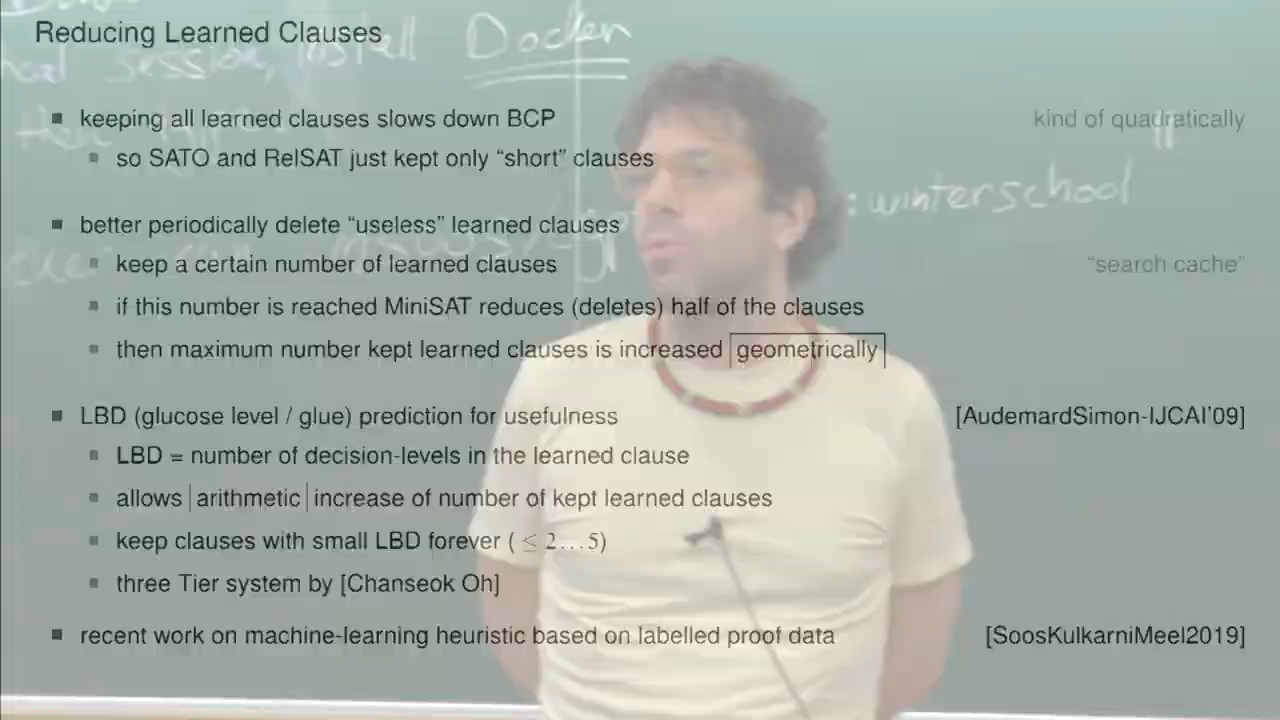 Reducing Learned Clauses
Docker
session, install
keeping all learned clauses slows down BCP
kind of quadratically
so SATO and RelSAT just kept only “short” clauses
: winterschool
better periodically delete “useless” learned clauses
keep a certain number of learned clauses
“search cache”
if this number is reached MiniSAT reduces (deletes) half of the clauses
then maximum number kept learned clauses is increased geometrically
LBD (glucose level / glue) prediction for usefulness
[AudemardSimon-IJCAI’09]
LBD = number of decision-levels in the learned clause
allows arithmetic increase of number of kept learned clauses
keep clauses with small LBD forever ( ≤ 2…5)
three Tier system by [Chanseok Oh]
recent work on machine-learning heuristic based on labelled proof data
[SoosKulkarniMeel2019]